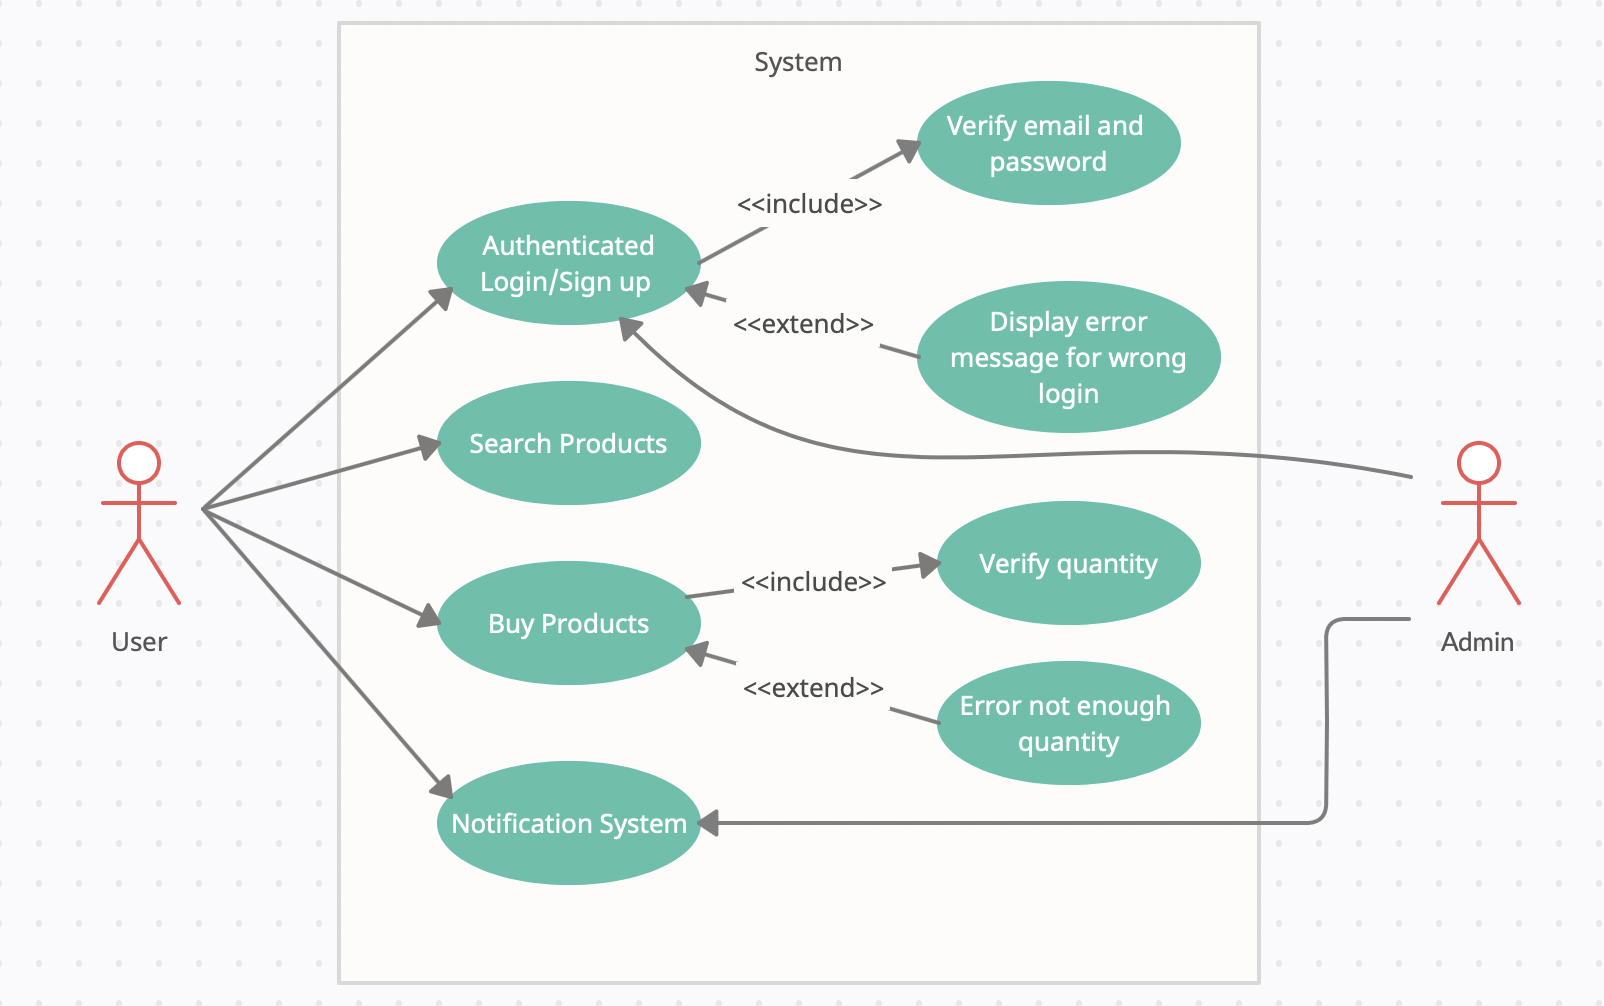 System
Verify email and
password
<<include>>
Authenticated
Login/Sign up
<<extend>>
Display error
message for wrong
login
Search Products
User
Admin
Buy Products
<<include>>
Verify quantity
<<extend>>
Error not enough
quantity
Notification System